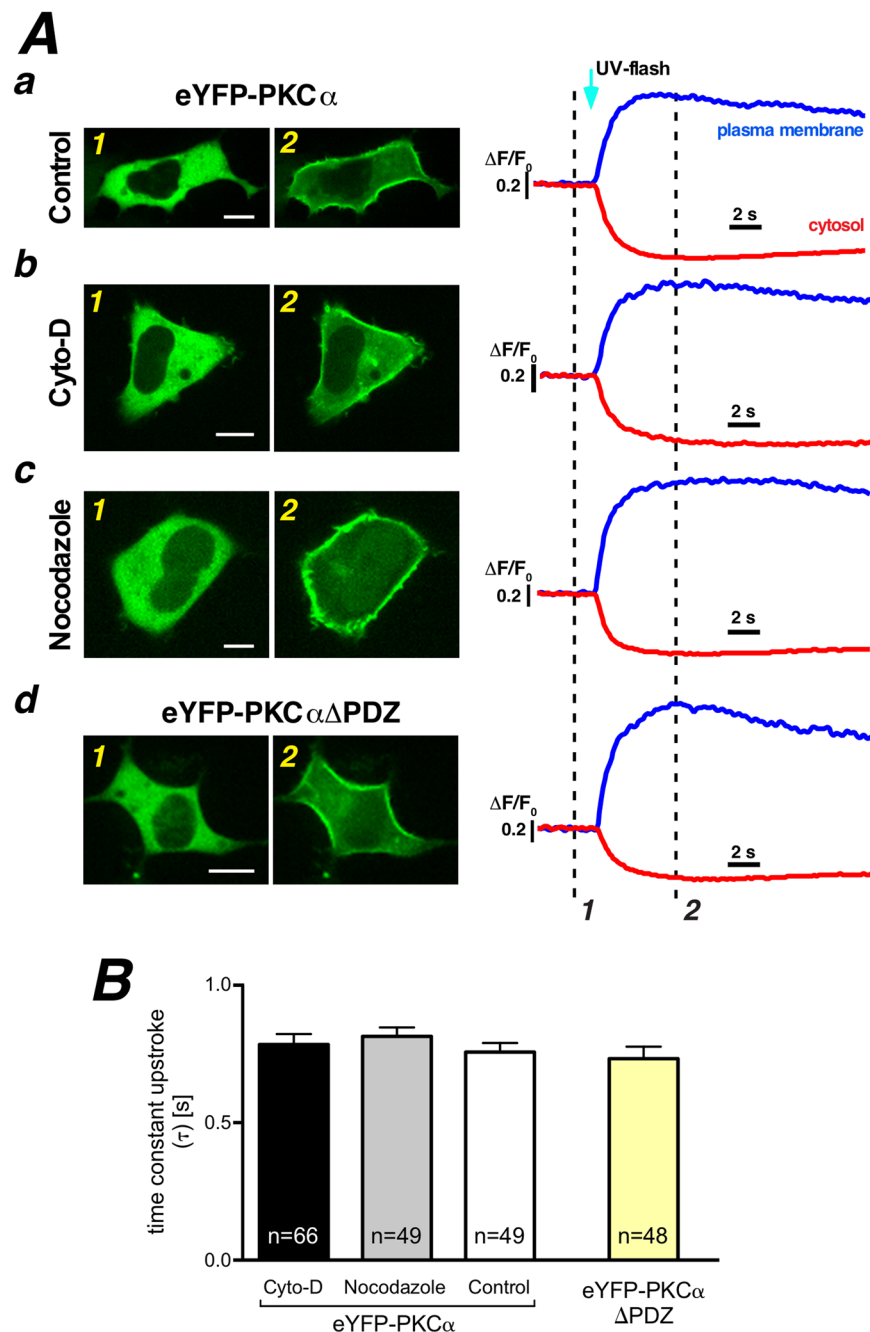 A
a
eYFP-PKCα
UV-flash
Control
1
2
ΔF/F0
0.2
plasma membrane
2 s
cytosol
b
Cyto-D
1
2
ΔF/F0
0.2
2 s
c
Nocodazole
1
2
ΔF/F0
0.2
2 s
d
eYFP-PKCαΔPDZ
1
2
ΔF/F0
0.2
2 s
1
2
B
time constant upstroke
(τ) [s]
1.0
0.5
0.0
n=66
n=49
n=49
n=48
Cyto-D
Nocodazole
Control
eYFP-PKCα
eYFP-PKCα
ΔPDZ